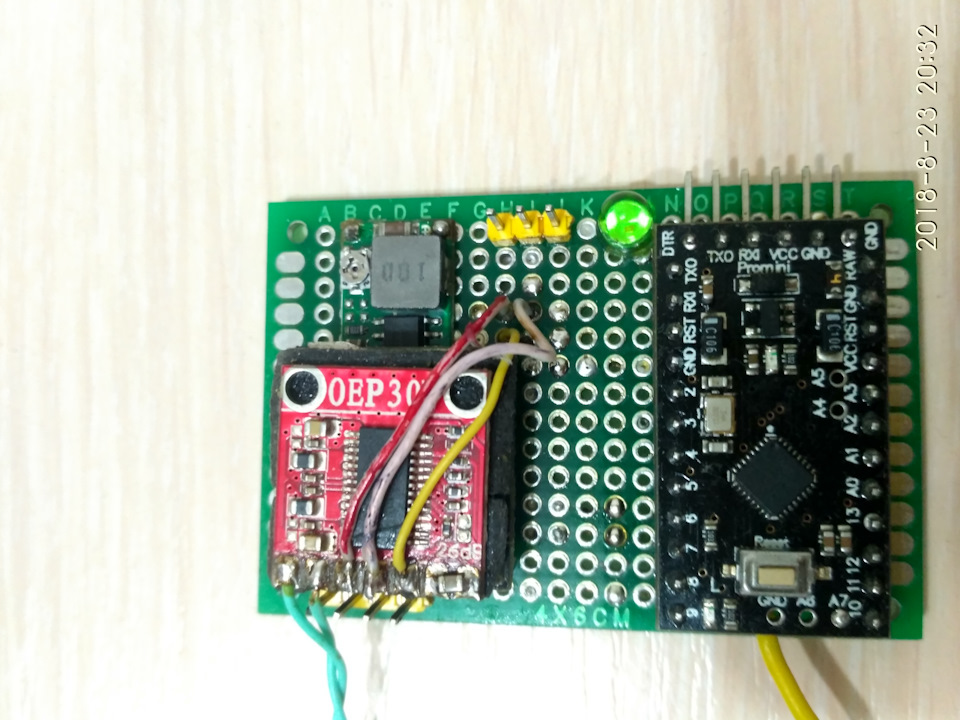 2018-8-23 20:32
A B C D E F G H I J K N O P Q R S T
100
DTR TXO RXI VCC GND GND
Promini
TXO RXI RST GND 2 3 4 5 6 7 8 9
RAW GND RST VCC A3 A2 A1 A0 13 12 11 10
A5
A4
C106
OEP30
26dB
Reset
L
GND A6 A7
4X6CM